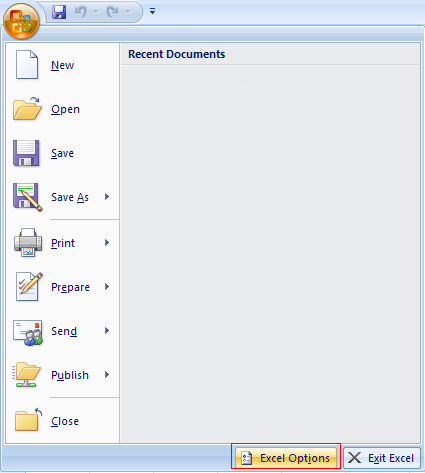 Recent Documents
New
Open
Save
Save As
Print
Prepare
Send
Publish
Close
Excel Options
Exit Excel